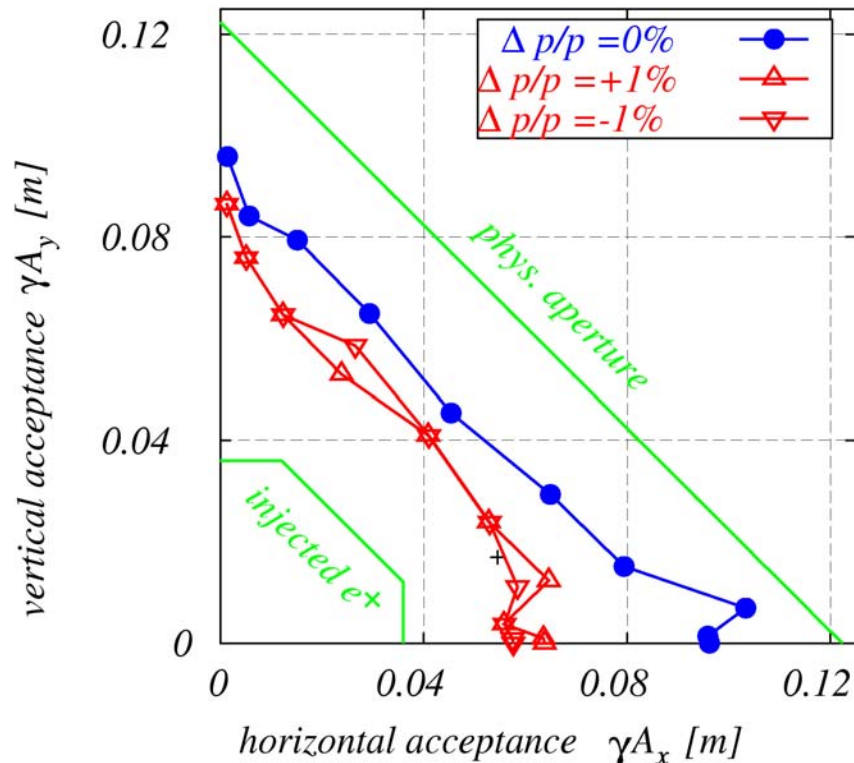 0.12
Δ p/p =0%
Δ p/p =+1%
Δ p/p =-1%
0.08
phys. aperture
0.04
injected e+
0
0 0.04 0.08 0.12
vertical acceptance γA_y [m]
horizontal acceptance γA_x [m]